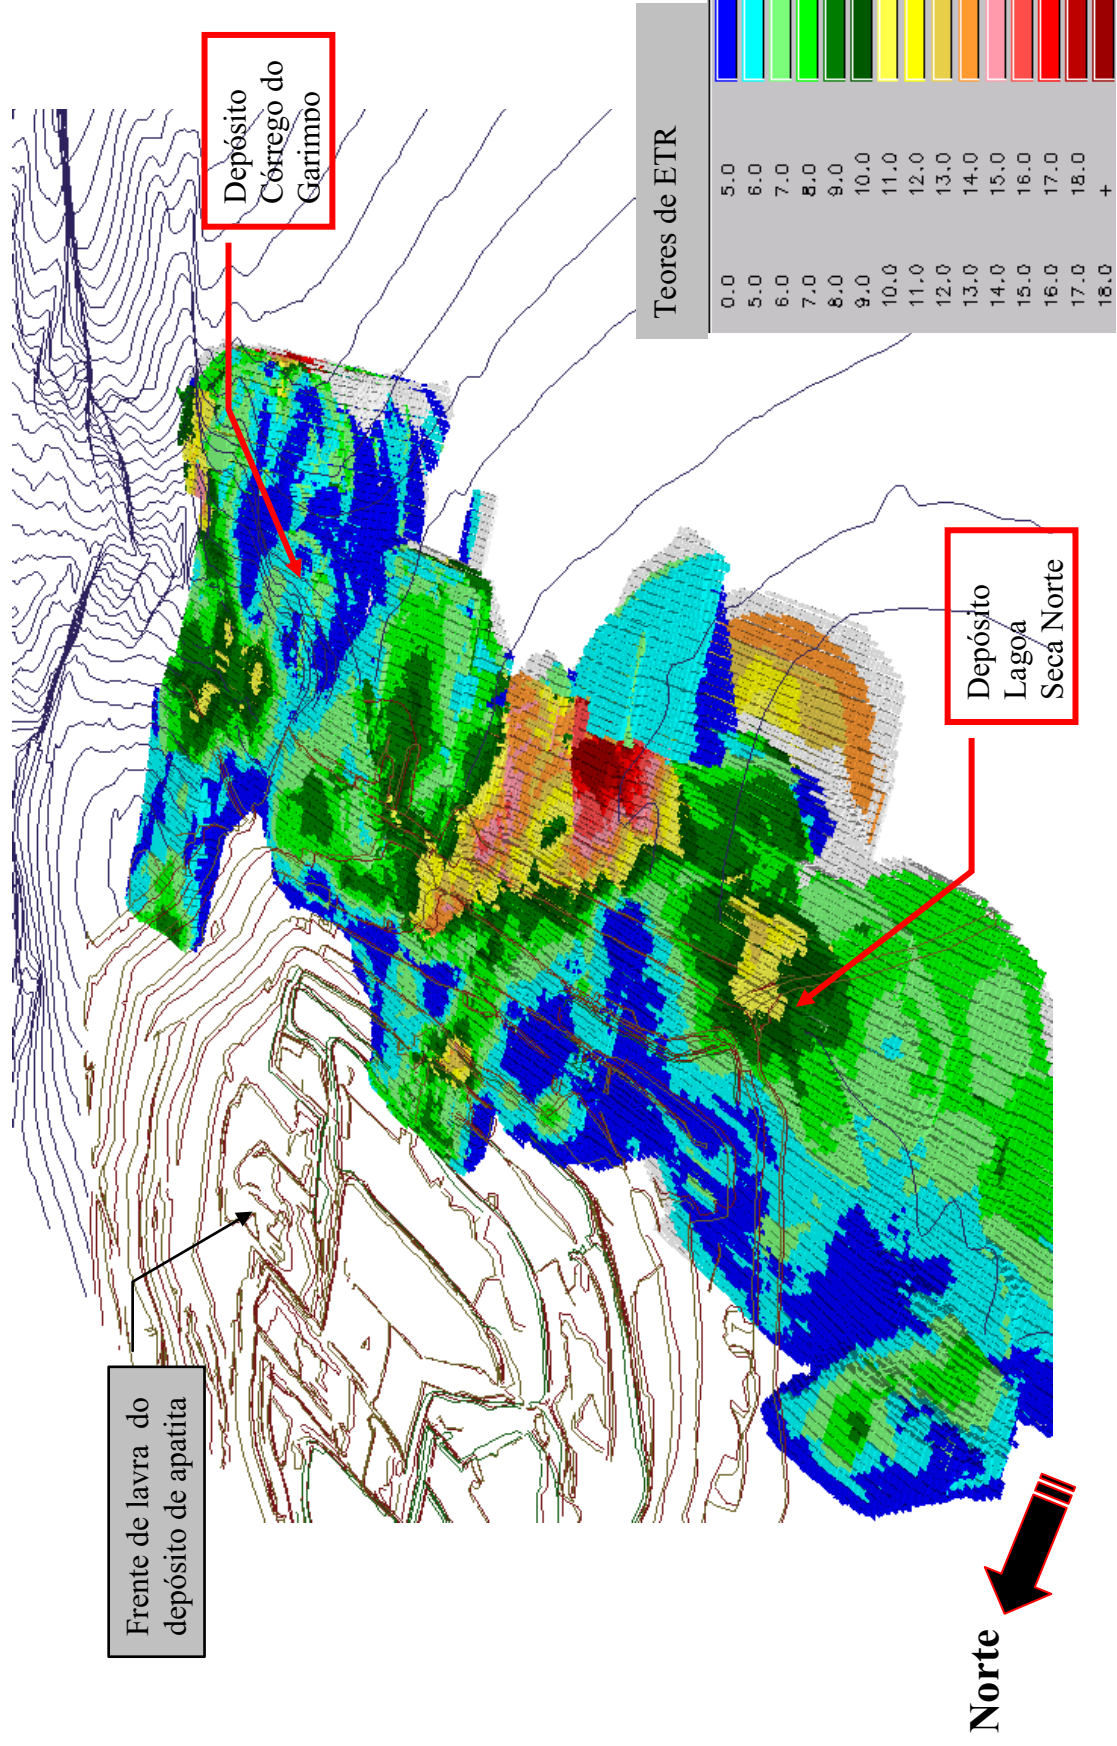 Frente de lavra do
depósito de apatita
Depósito
Córrego do
Garimpo
Depósito
Lagoa
Seca Norte
Norte
Teores de ETR
0.0 5.0
5.0 6.0
6.0 7.0
7.0 8.0
8.0 9.0
9.0 10.0
10.0 11.0
11.0 12.0
12.0 13.0
13.0 14.0
14.0 15.0
15.0 16.0
16.0 17.0
17.0 18.0
18.0 +